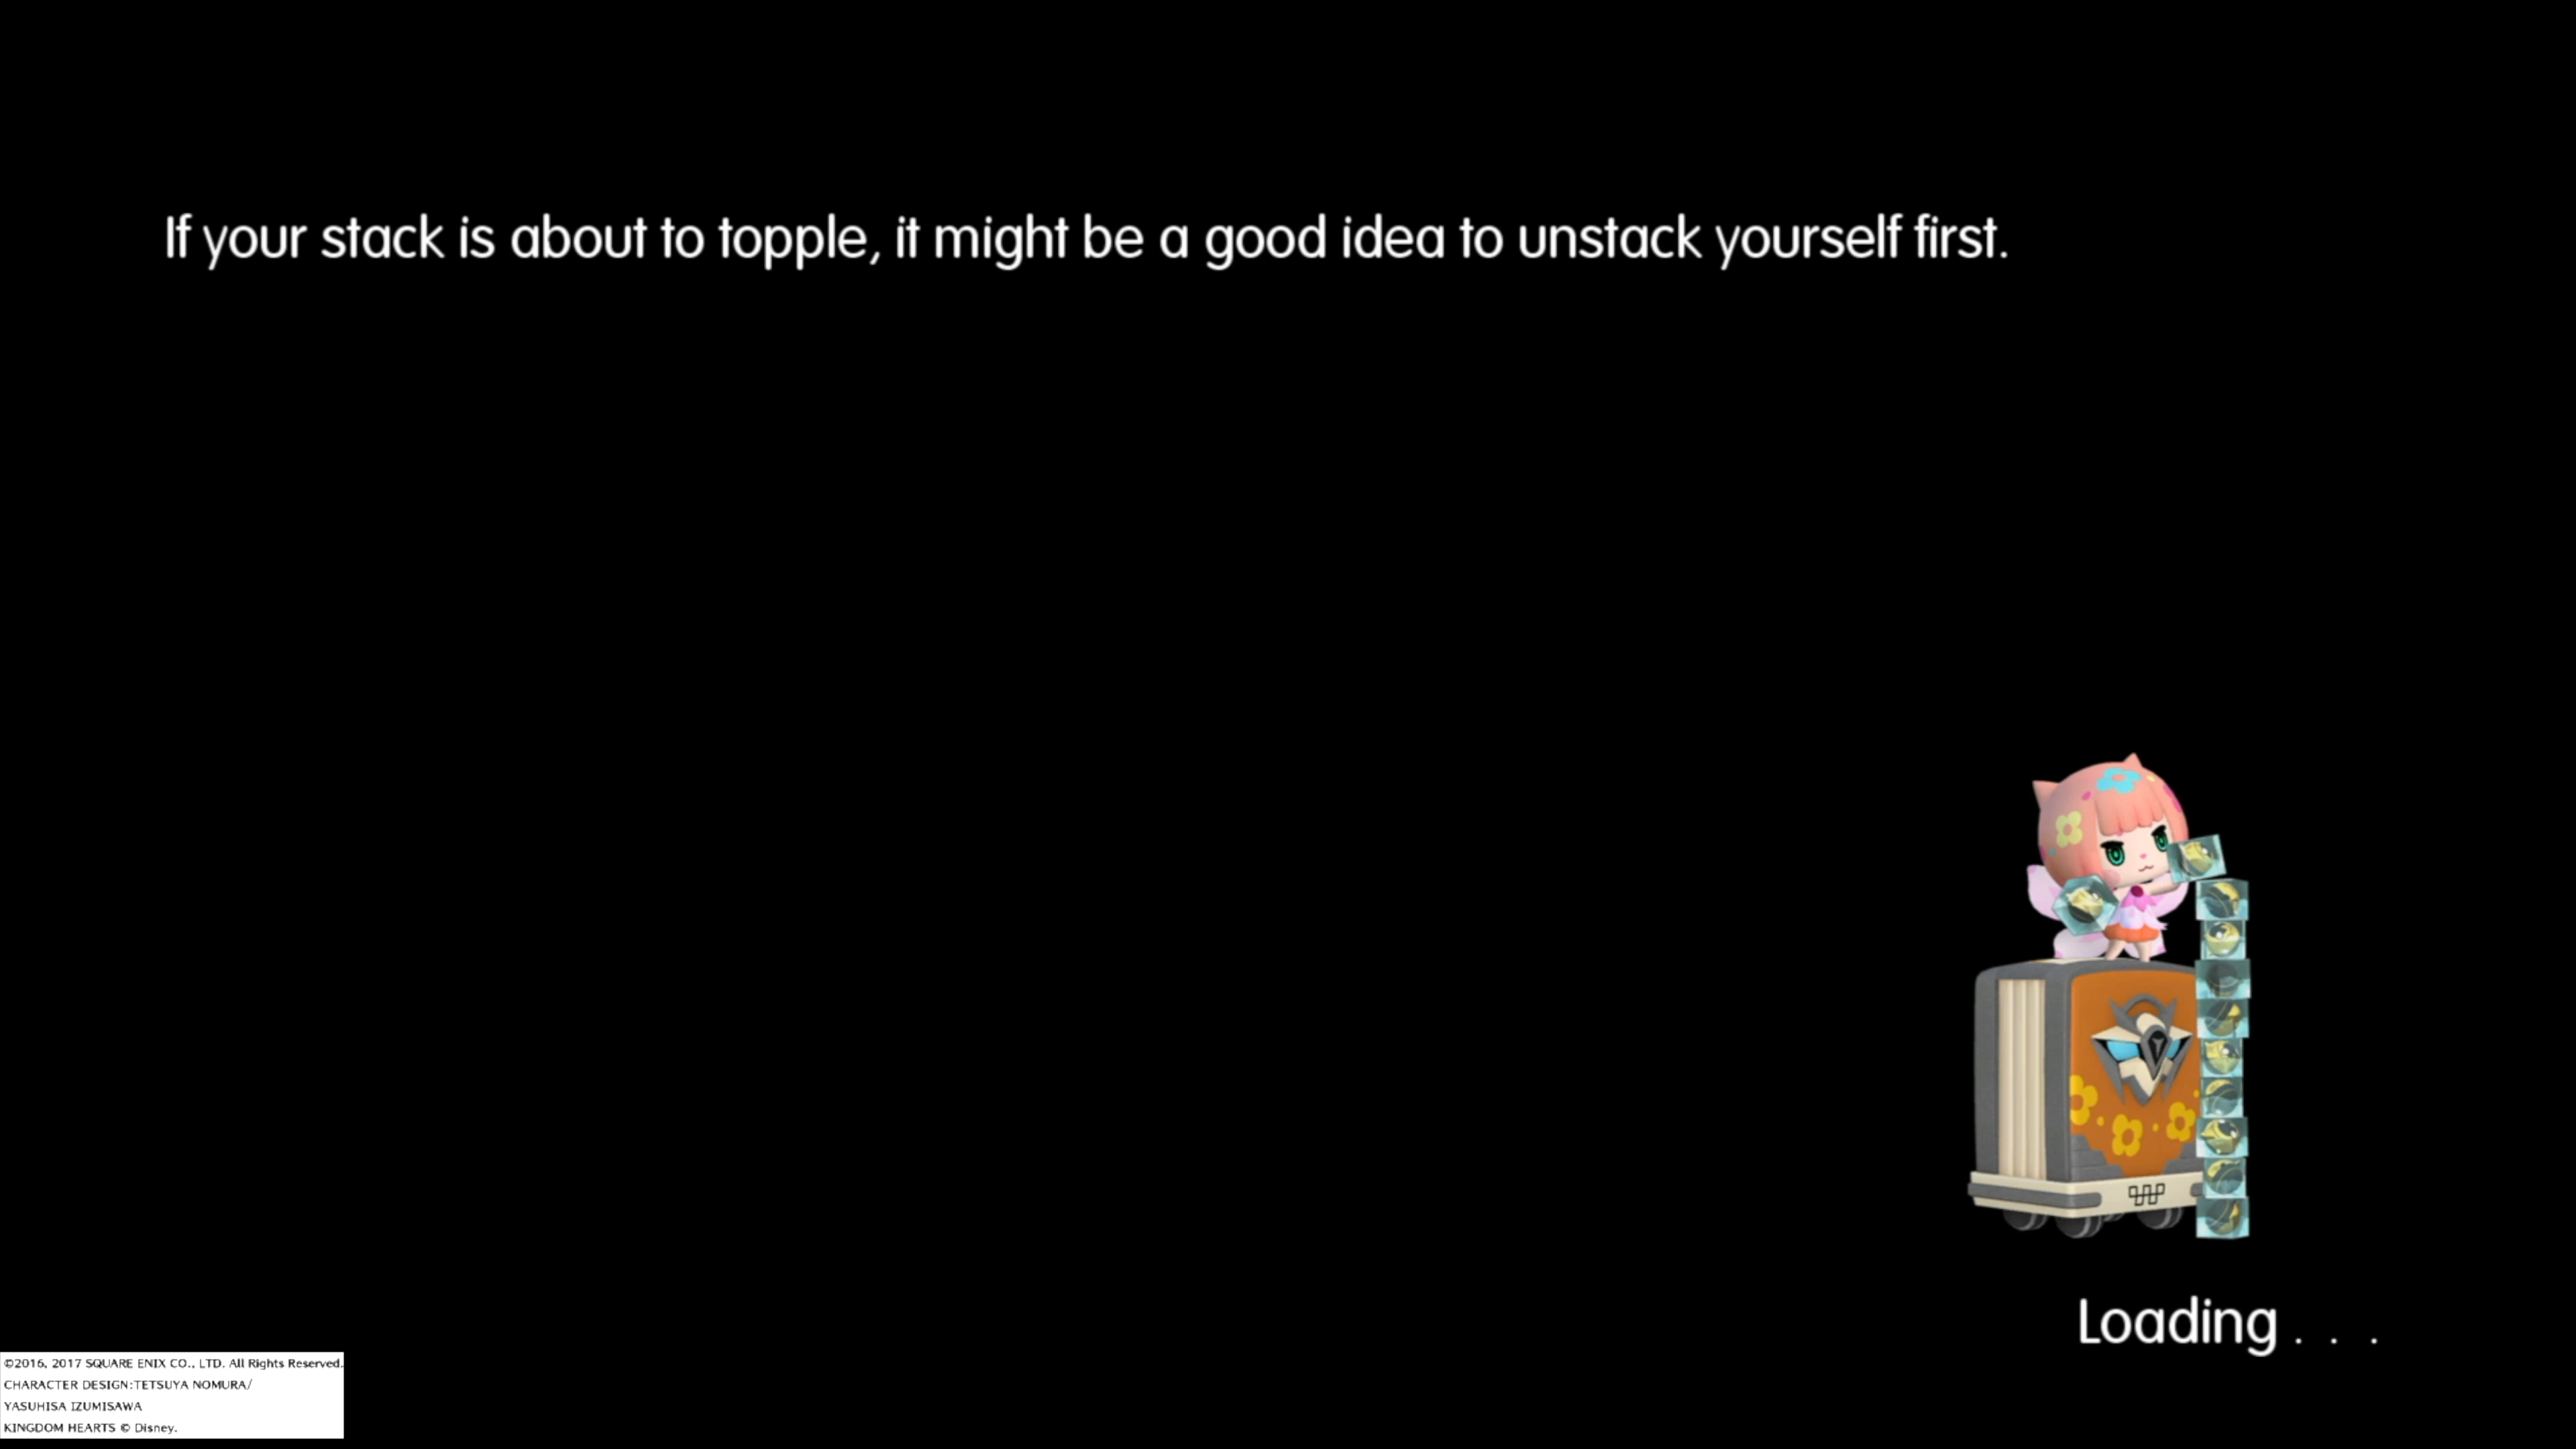 If your stack is about to topple, it might be a good idea to unstack yourself first.
Loading . . .
©2016, 2017 SQUARE ENIX CO., LTD. All Rights Reserved.
CHARACTER DESIGN:TETSUYA NOMURA/
YASUHISA IZUMISAWA
KINGDOM HEARTS © Disney.